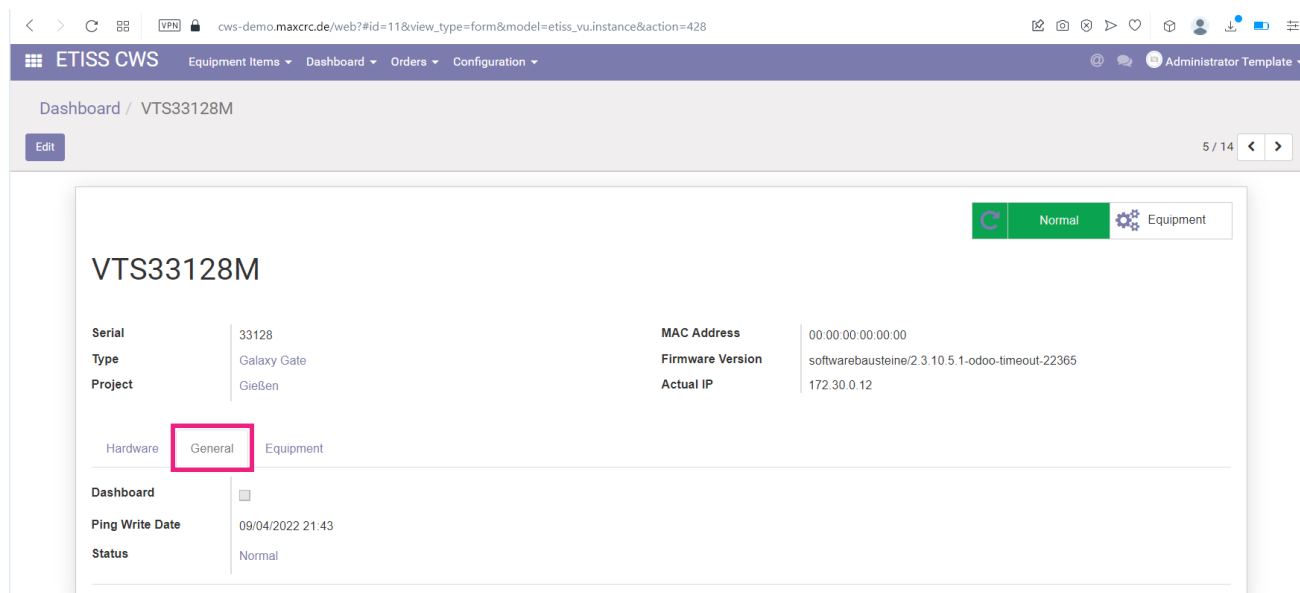 VPN cws-demo.maxcrc.de/web?#id=11&view_type=form&model=etiss_vu.instance&action=428
ETISS CWS Equipment Items Dashboard Orders Configuration @ Administrator Template
Dashboard / VTS33128M
Edit 5 / 14
Normal Equipment
VTS33128M
Serial 33128 MAC Address 00:00:00:00:00:00
Type Galaxy Gate Firmware Version softwarebausteine/2.3.10.5.1-odoo-timeout-22365
Project Gießen Actual IP 172.30.0.12
Hardware General Equipment
Dashboard
Ping Write Date 09/04/2022 21:43
Status Normal